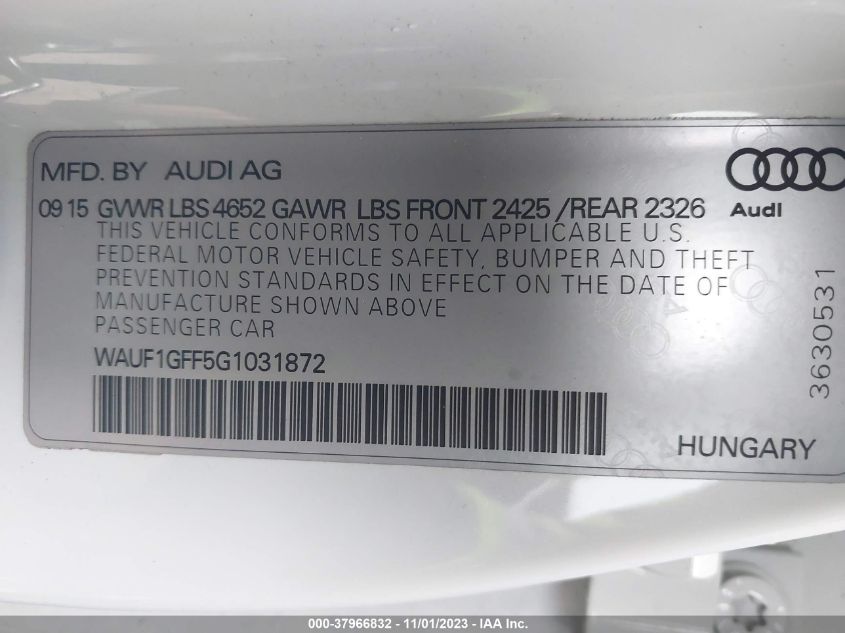 MFD. BY AUDI AG
09 15 GVWR LBS 4652 GAWR LBS FRONT 2425 /REAR 2326
THIS VEHICLE CONFORMS TO ALL APPLICABLE U.S.
FEDERAL MOTOR VEHICLE SAFETY, BUMPER AND THEFT
PREVENTION STANDARDS IN EFFECT ON THE DATE OF
MANUFACTURE SHOWN ABOVE
PASSENGER CAR
WAUF1GFF5G1031872
Audi
3630531
HUNGARY
000-37966832 - 11/01/2023 - IAA Inc.